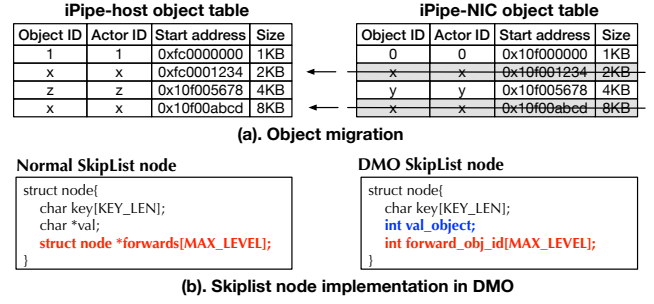 iPipe-host object table
iPipe-NIC object table
Object ID Actor ID Start address Size
1 1 0xfc0000000 1KB
x x 0xfc0001234 2KB
z z 0x10f005678 4KB
x x 0x10f00abcd 8KB
Object ID Actor ID Start address Size
0 0 0x10f000000 1KB
x x 0x10f001234 2KB
y y 0x10f005678 4KB
x x 0x10f00abcd 8KB
(a). Object migration
Normal SkipList node
struct node{
char key[KEY_LEN];
char *val;
struct node *forwards[MAX_LEVEL];
}
DMO SkipList node
struct node{
char key[KEY_LEN];
int val_object;
int forward_obj_id[MAX_LEVEL];
}
(b). Skiplist node implementation in DMO